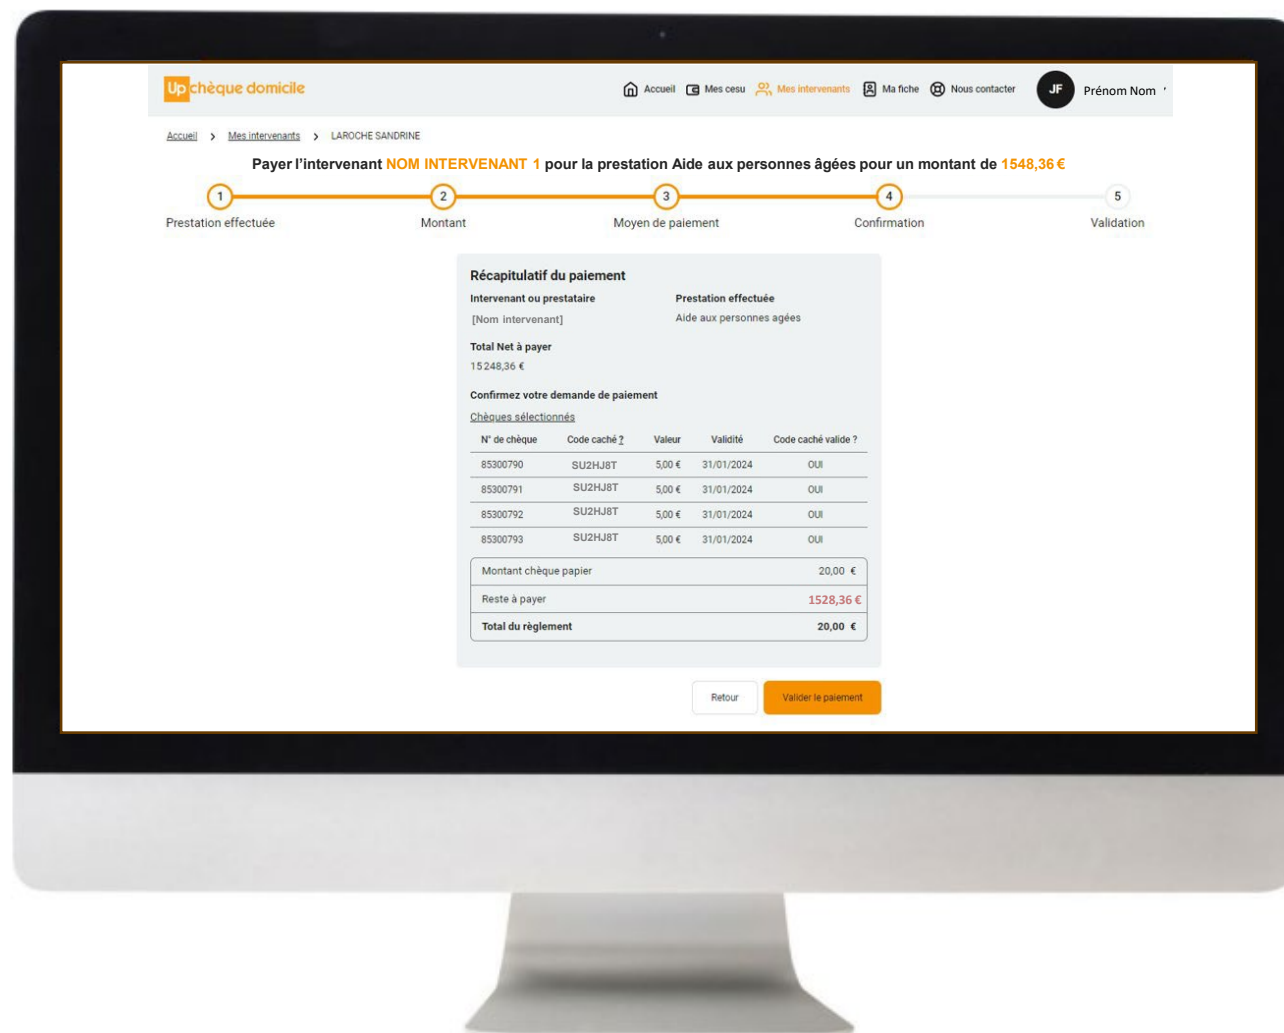 Up chèque domicile
Accueil Mes cesu Mes intervenants Ma fiche Nous contacter JF Prénom Nom
Accueil > Mes intervenants > LAROCHE SANDRINE
Payer l'intervenant NOM INTERVENANT 1 pour la prestation Aide aux personnes âgées pour un montant de 1548,36 €
1 2 3 4 5
Prestation effectuée Montant Moyen de paiement Confirmation Validation
Récapitulatif du paiement
Intervenant ou prestataire Prestation effectuée
[Nom intervenant] Aide aux personnes agées
Total Net à payer
15248,36 €
Confirmez votre demande de paiement
Chèques sélectionnés
N° de chèque Code caché ? Valeur Validité Code caché valide ?
85300790 SU2HJ8T 5,00 € 31/01/2024 OUI
85300791 SU2HJ8T 5,00 € 31/01/2024 OUI
85300792 SU2HJ8T 5,00 € 31/01/2024 OUI
85300793 SU2HJ8T 5,00 € 31/01/2024 OUI
Montant chèque papier 20,00 €
Reste à payer 1528,36 €
Total du règlement 20,00 €
Retour Valider le paiement